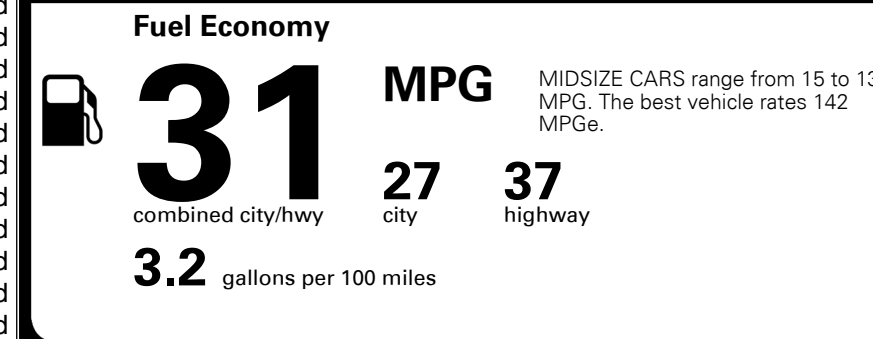 Fuel Economy
31
MPG
MIDSIZE CARS range from 15 to
MPG. The best vehicle rates 142
MPGe.
27
37
combined city/hwy
city
highway
3.2 gallons per 100 miles
d
d
d
d
d
d
d
d
d
d
d